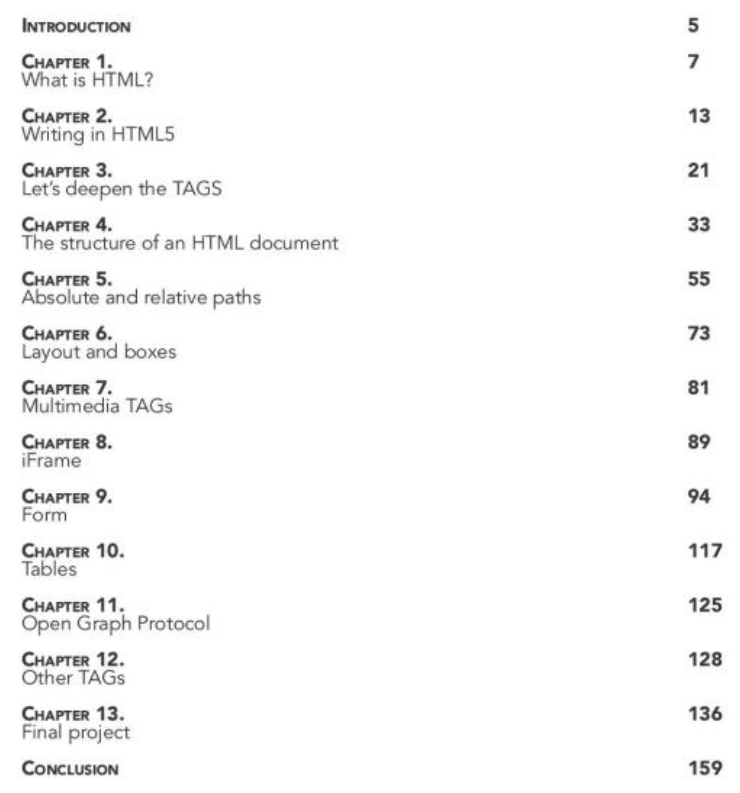 INTRODUCTION 5
CHAPTER 1. 7
What is HTML?
CHAPTER 2. 13
Writing in HTML5
CHAPTER 3. 21
Let's deepen the TAGS
CHAPTER 4. 33
The structure of an HTML document
CHAPTER 5. 55
Absolute and relative paths
CHAPTER 6. 73
Layout and boxes
CHAPTER 7. 81
Multimedia TAGs
CHAPTER 8. 89
iFrame
CHAPTER 9. 94
Form
CHAPTER 10. 117
Tables
CHAPTER 11. 125
Open Graph Protocol
CHAPTER 12. 128
Other TAGs
CHAPTER 13. 136
Final project
CONCLUSION 159